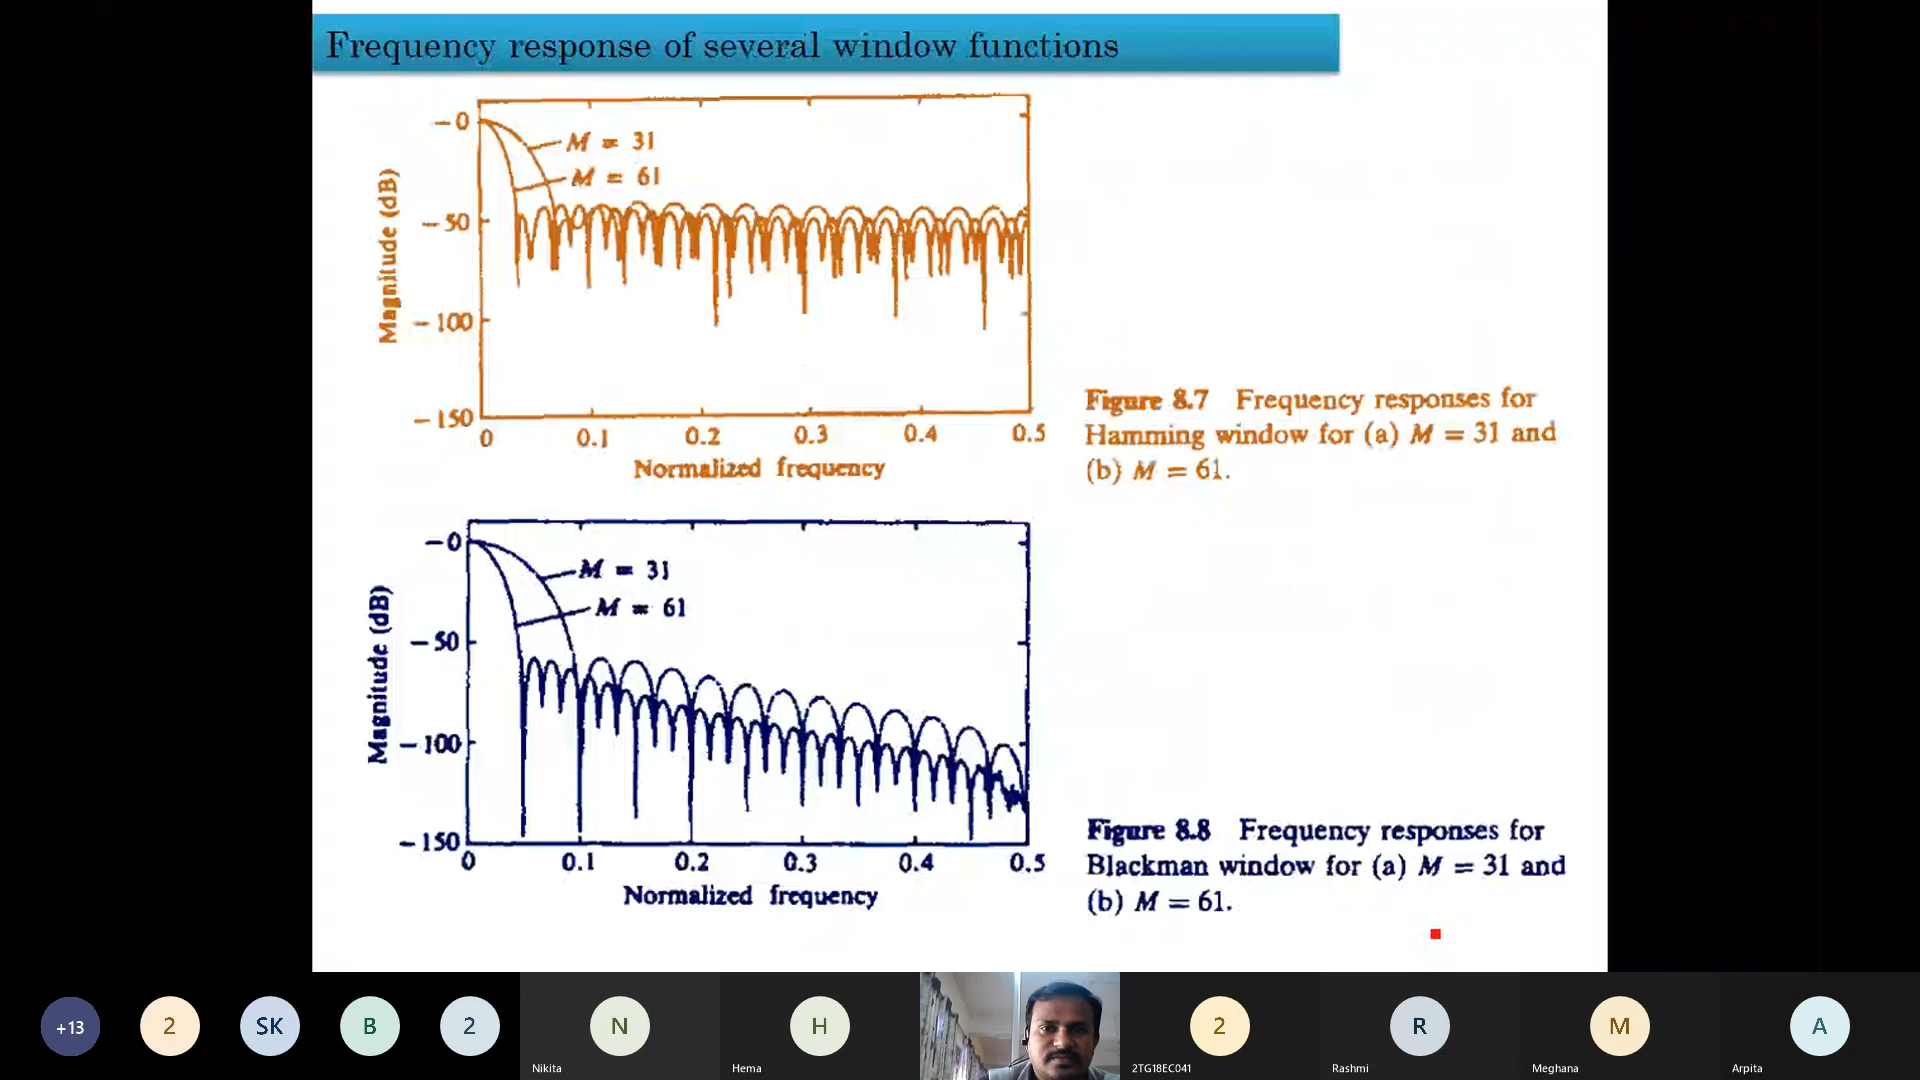 Frequency response of several window functions
−0
M = 31
M = 61
−50
−100
−150
Magnitude (dB)
0 0.1 0.2 0.3 0.4 0.5
Normalized frequency
Figure 8.7 Frequency responses for
Hamming window for (a) M = 31 and
(b) M = 61.
−0
M = 31
M = 61
−50
−100
−150
Magnitude (dB)
0 0.1 0.2 0.3 0.4 0.5
Normalized frequency
Figure 8.8 Frequency responses for
Blackman window for (a) M = 31 and
(b) M = 61.
+13 2 SK B 2 N H 2 R M A
Nikita Hema 2TG18EC041 Rashmi Meghana Arpita